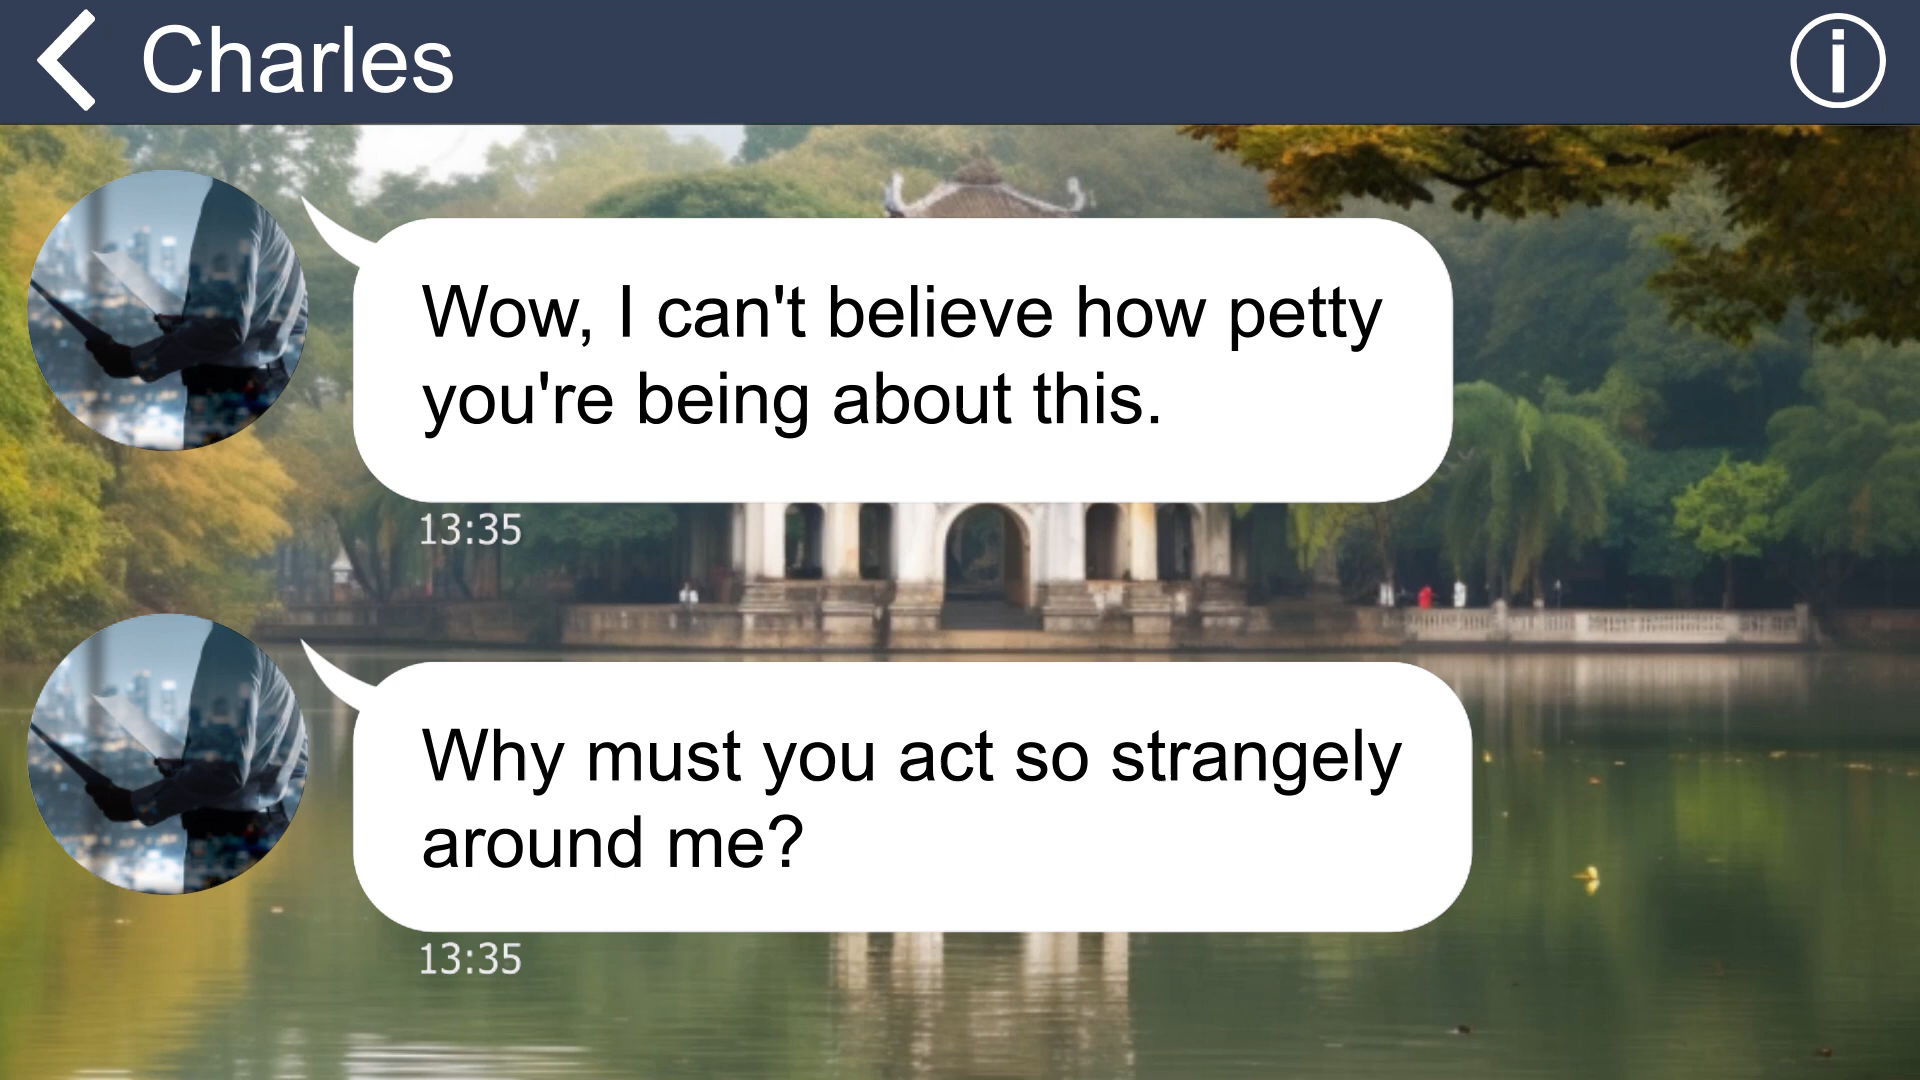 Charles
Wow, I can't believe how petty
you're being about this.
13:35
Why must you act so strangely
around me?
13:35